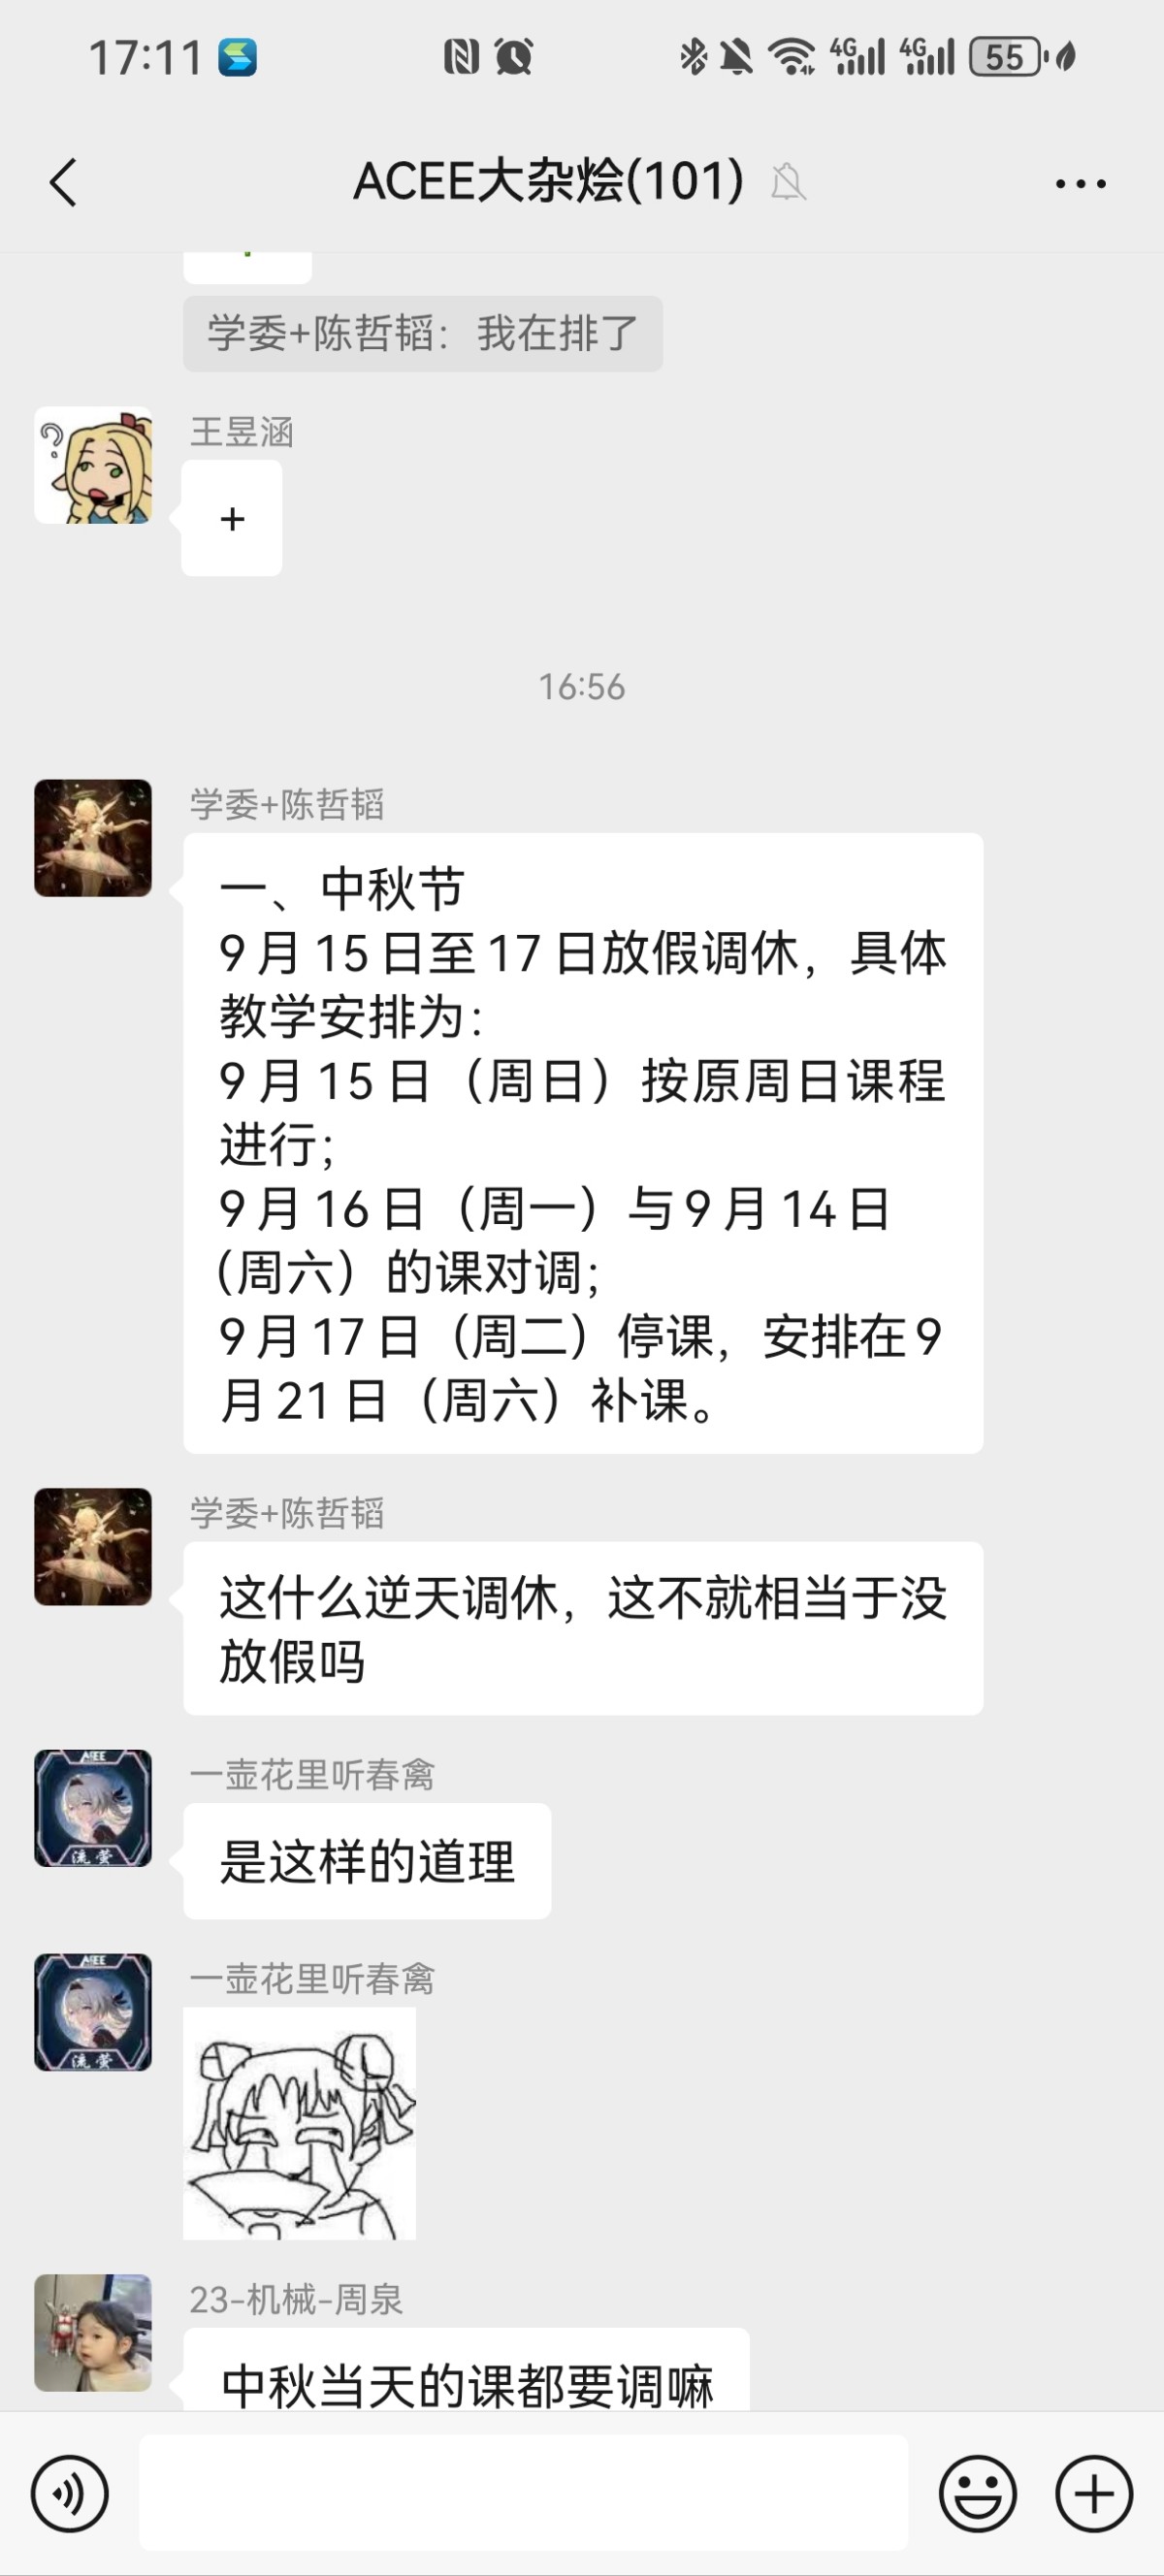 17:11
4G 4G 55
ACEE大杂烩(101)
学委+陈哲韬：我在排了
王昱涵
+
16:56
学委+陈哲韬
一、中秋节
9月15日至17日放假调休，具体
教学安排为：
9月15日（周日）按原周日课程
进行；
9月16日（周一）与9月14日
(周六）的课对调；
9月17日（周二）停课，安排在9
月21日（周六）补课。
学委+陈哲韬
这什么逆天调休，这不就相当于没
放假吗
一壶花里听春禽
是这样的道理
一壶花里听春禽
23-机械-周泉
中秋当天的课都要调嘛